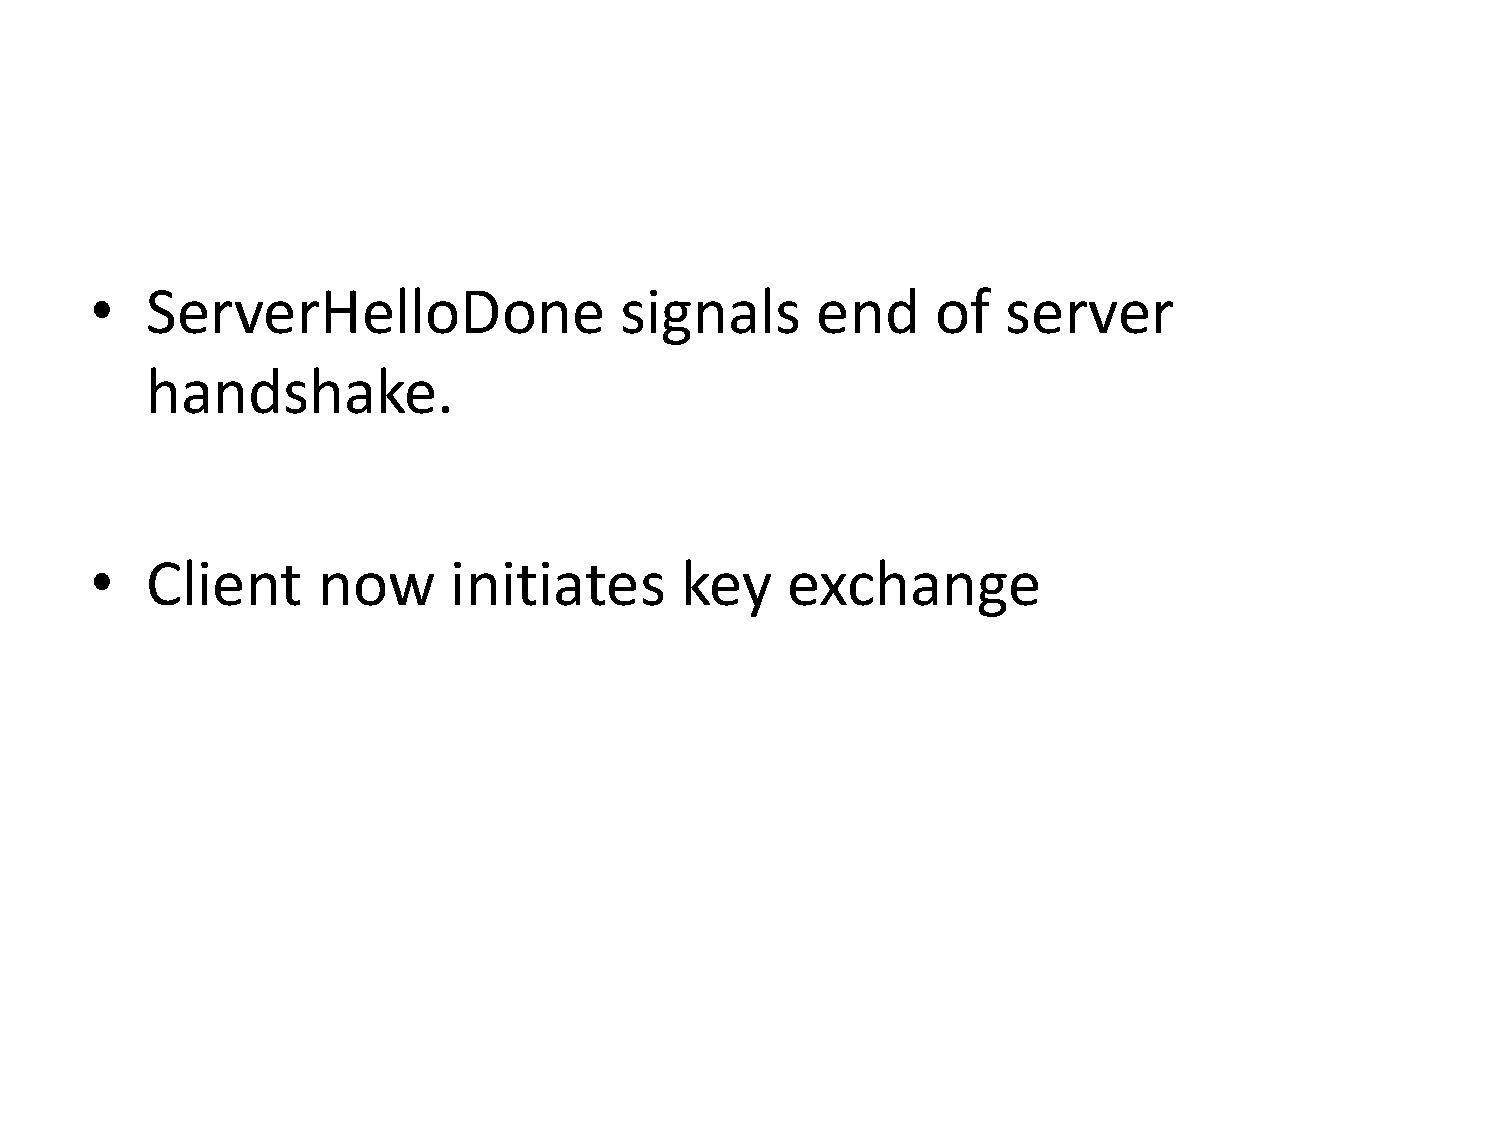 • ServerHelloDone signals end of server
handshake.
• Client now initiates key exchange